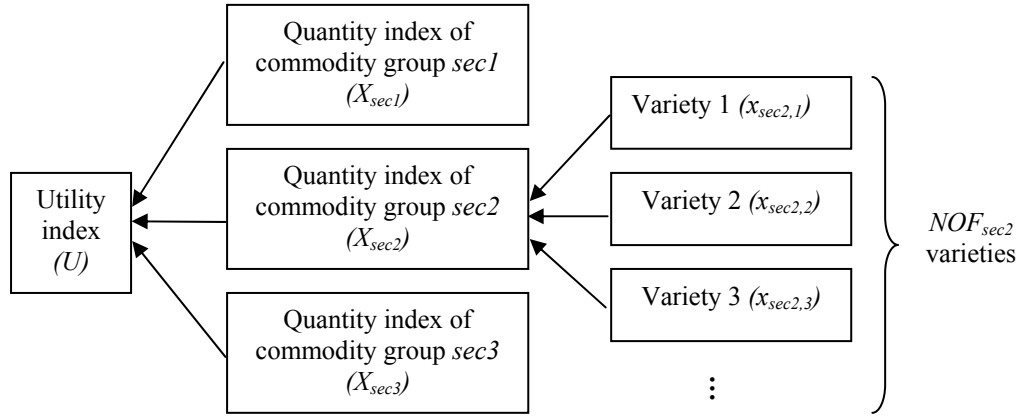 Utility
index
(U)
Quantity index of
commodity group sec1
(Xsec1)
Quantity index of
commodity group sec2
(Xsec2)
Quantity index of
commodity group sec3
(Xsec3)
Variety 1 (xsec2,1)
Variety 2 (xsec2,2)
Variety 3 (xsec2,3)
⋮
NOFsec2
varieties